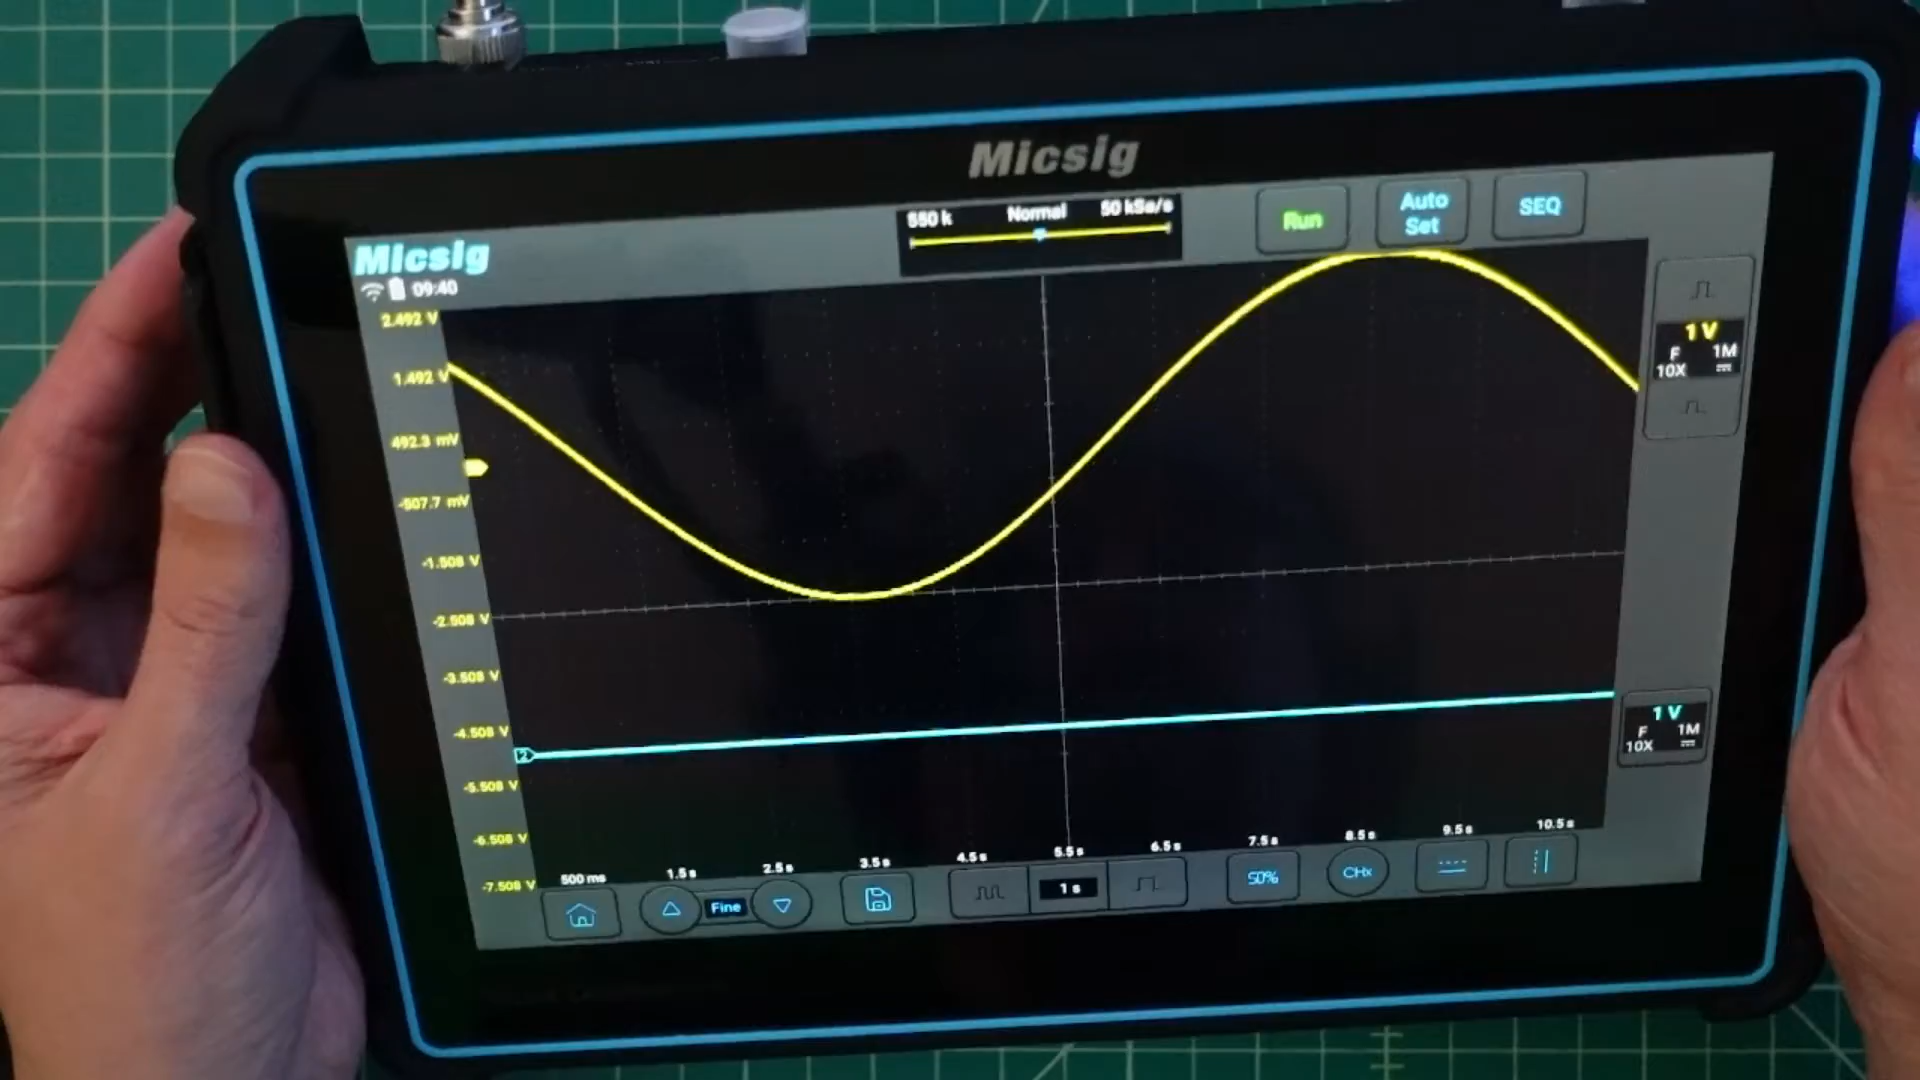 Micsig
Micsig
09:40
550 k Normal 50 kSa/s
Run
Auto
Set
SEQ
2.492 V
1.492 V
492.3 mV
-507.7 mV
-1.508 V
-2.508 V
-3.508 V
-4.508 V
-5.508 V
-6.508 V
-7.508 V
1 V
F 1M
10X
2
1 V
F 1M
10X
500 ms 1.5 s 2.5 s 3.5 s 4.5 s 5.5 s 6.5 s 7.5 s 8.5 s 9.5 s 10.5 s
Fine
1 s
50%
CHx